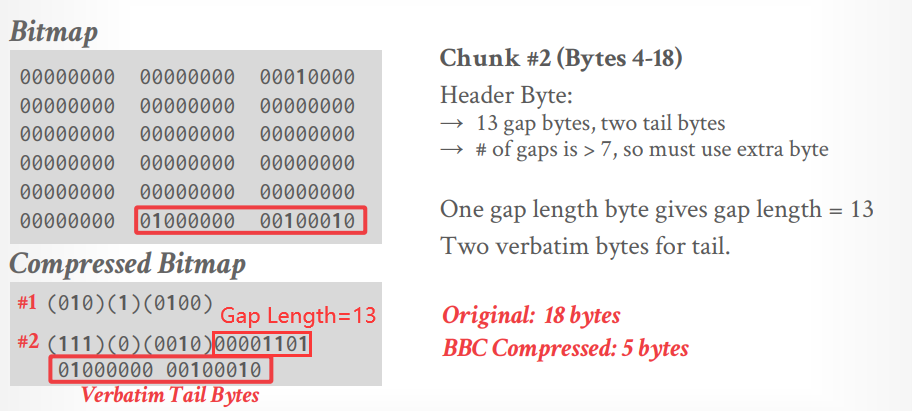 Bitmap
00000000 00000000 00010000
00000000 00000000 00000000
00000000 00000000 00000000
00000000 00000000 00000000
00000000 00000000 00000000
00000000 01000000 00100010
Compressed Bitmap
#1 (010)(1)(0100)
Gap Length=13
#2 (111)(0)(0010)00001101
01000000 00100010
Verbatim Tail Bytes
Chunk #2 (Bytes 4-18)
Header Byte:
→ 13 gap bytes, two tail bytes
→ # of gaps is > 7, so must use extra byte
One gap length byte gives gap length = 13
Two verbatim bytes for tail.
Original: 18 bytes
BBC Compressed: 5 bytes